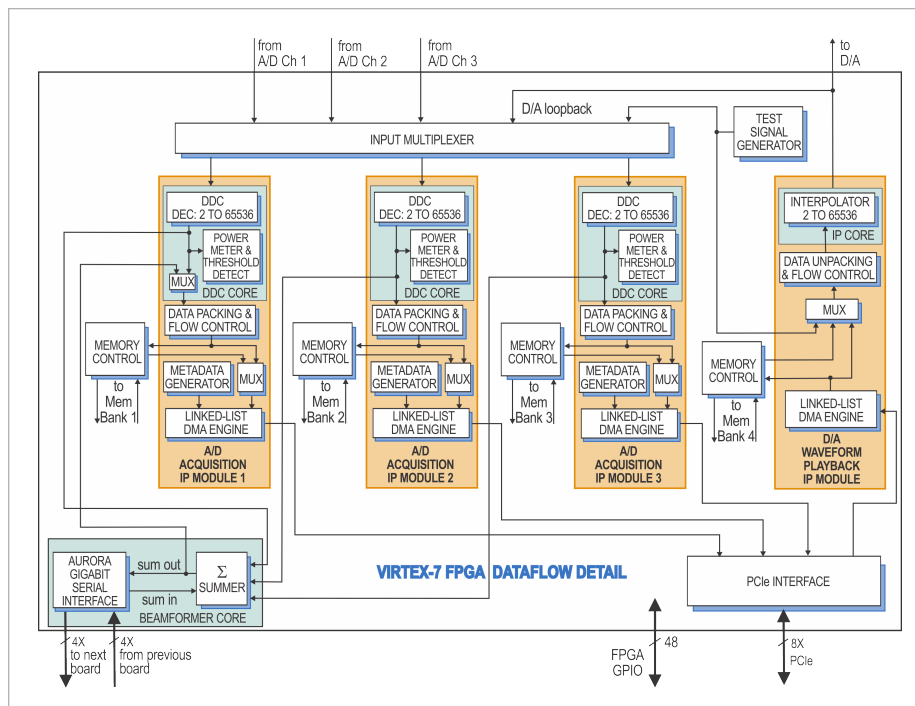 from
A/D Ch 1
from
A/D Ch 2
from
A/D Ch 3
to
D/A
D/A loopback
INPUT MULTIPLEXER
TEST
SIGNAL
GENERATOR
DDC
DEC: 2 TO 65536
POWER
METER &
THRESHOLD
DETECT
MUX
DDC CORE
DATA PACKING &
FLOW CONTROL
MEMORY
CONTROL
METADATA
GENERATOR
MUX
to
Mem
Bank 1
LINKED-LIST
DMA ENGINE
A/D
ACQUISITION
IP MODULE 1
DDC
DEC: 2 TO 65536
POWER
METER &
THRESHOLD
DETECT
DDC CORE
DATA PACKING &
FLOW CONTROL
MEMORY
CONTROL
METADATA
GENERATOR
MUX
to
Mem
Bank 2
LINKED-LIST
DMA ENGINE
A/D
ACQUISITION
IP MODULE 2
DDC
DEC: 2 TO 65536
POWER
METER &
THRESHOLD
DETECT
DDC CORE
DATA PACKING &
FLOW CONTROL
MEMORY
CONTROL
METADATA
GENERATOR
MUX
to
Mem
Bank 3
LINKED-LIST
DMA ENGINE
A/D
ACQUISITION
IP MODULE 3
INTERPOLATOR
2 TO 65536
IP CORE
DATA UNPACKING
& FLOW CONTROL
MUX
MEMORY
CONTROL
to
Mem
Bank 4
LINKED-LIST
DMA ENGINE
D/A
WAVEFORM
PLAYBACK
IP MODULE
AURORA
GIGABIT
SERIAL
INTERFACE
sum out
sum in
Σ
SUMMER
BEAMFORMER CORE
VIRTEX-7 FPGA DATAFLOW DETAIL
PCIe INTERFACE
4X
to next
board
4X
from previous
board
48
FPGA
GPIO
8X
PCIe